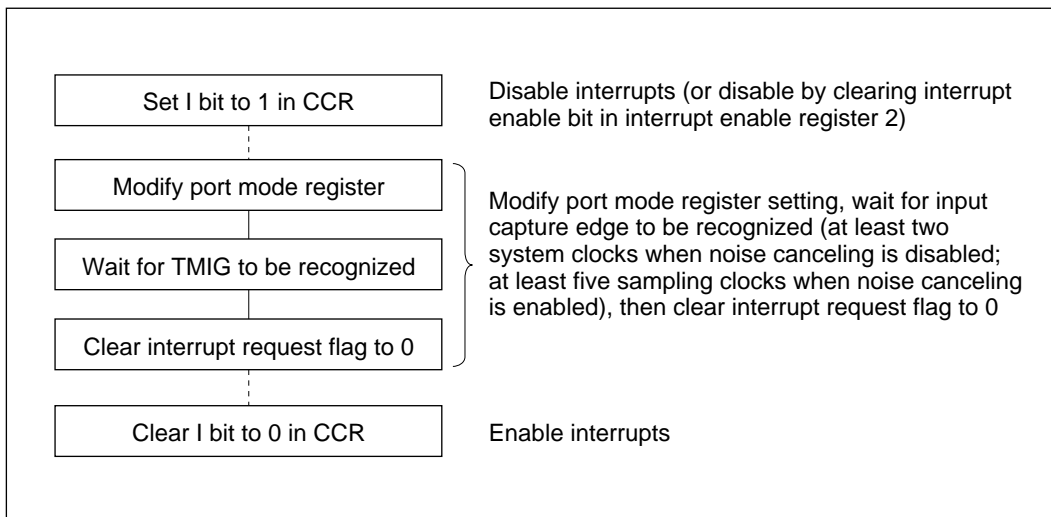 Set I bit to 1 in CCR
Disable interrupts (or disable by clearing interrupt
enable bit in interrupt enable register 2)
Modify port mode register
Wait for TMIG to be recognized
Clear interrupt request flag to 0
Modify port mode register setting, wait for input
capture edge to be recognized (at least two
system clocks when noise canceling is disabled;
at least five sampling clocks when noise canceling
is enabled), then clear interrupt request flag to 0
Clear I bit to 0 in CCR
Enable interrupts